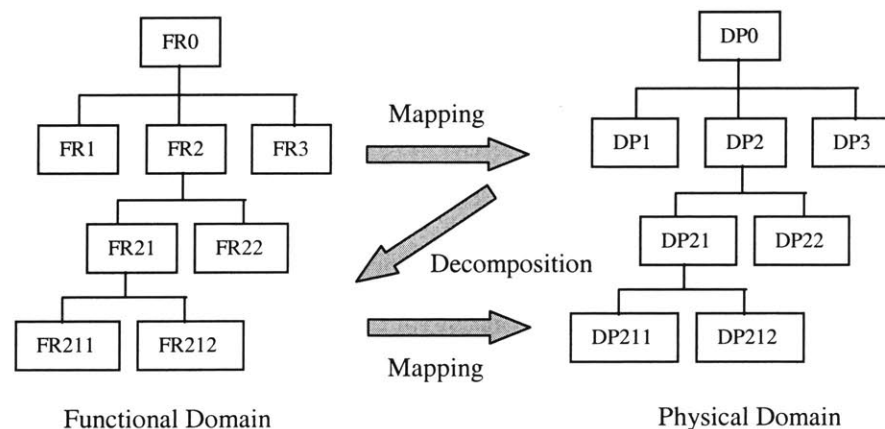 FR0
DP0
FR1 FR2 FR3
Mapping
DP1 DP2 DP3
FR21 FR22
Decomposition
DP21 DP22
FR211 FR212
Mapping
DP211 DP212
Functional Domain
Physical Domain